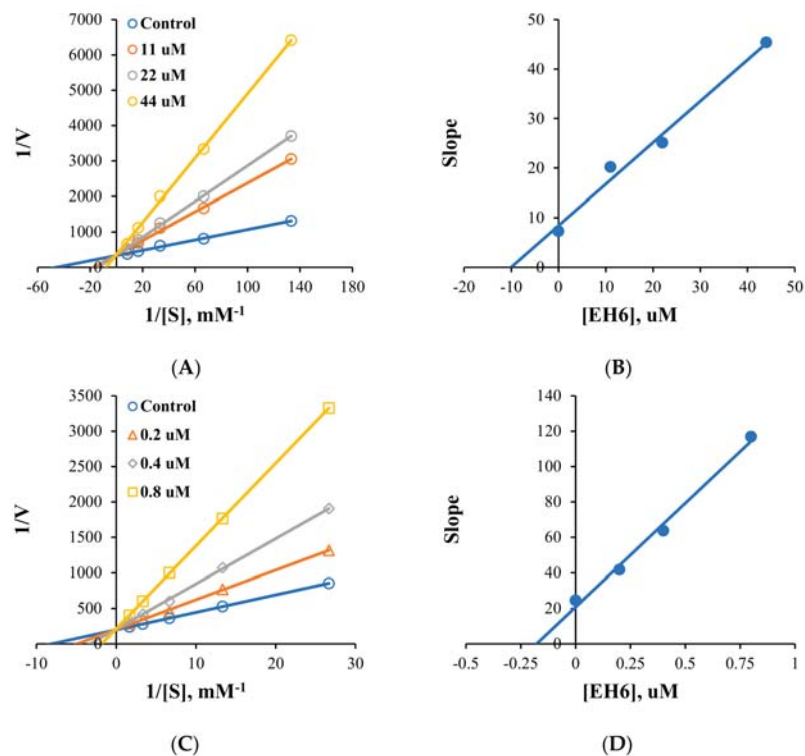 7000
6000
5000
4000
3000
2000
1000
0
-60 -20 20 60 100 140 180
1/V
1/[S], mM-1
Control
11 uM
22 uM
44 uM
(A)
50
40
30
20
10
0
-20 -10 0 10 20 30 40 50
Slope
[EH6], uM
(B)
3500
3000
2500
2000
1500
1000
500
0
-10 0 10 20 30
1/V
1/[S], mM-1
Control
0.2 uM
0.4 uM
0.8 uM
(C)
140
120
100
80
60
40
20
0
-0.5 -0.25 0 0.25 0.5 0.75 1
Slope
[EH6], uM
(D)